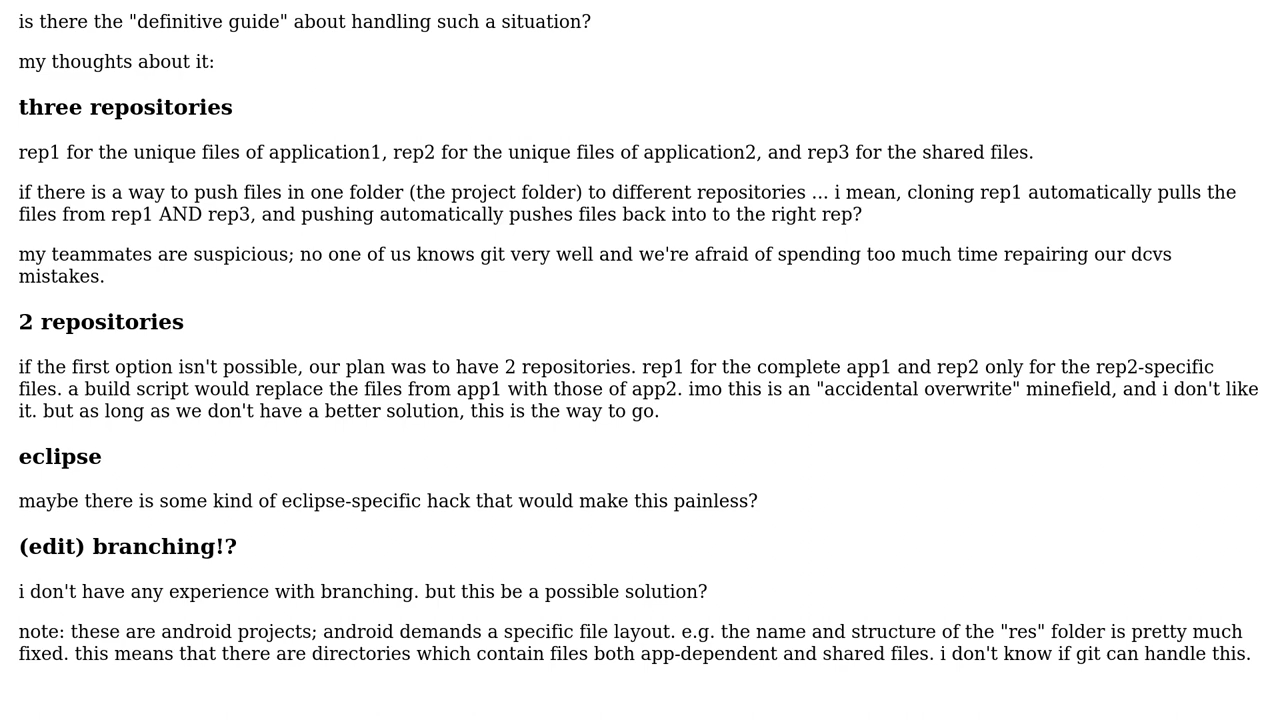 is there the "definitive guide" about handling such a situation?
my thoughts about it:
three repositories
rep1 for the unique files of application1, rep2 for the unique files of application2, and rep3 for the shared files.
if there is a way to push files in one folder (the project folder) to different repositories ... i mean, cloning rep1 automatically pulls the
files from rep1 AND rep3, and pushing automatically pushes files back into to the right rep?
my teammates are suspicious; no one of us knows git very well and we're afraid of spending too much time repairing our dcvs
mistakes.
2 repositories
if the first option isn't possible, our plan was to have 2 repositories. rep1 for the complete app1 and rep2 only for the rep2-specific
files. a build script would replace the files from app1 with those of app2. imo this is an "accidental overwrite" minefield, and i don't like
it. but as long as we don't have a better solution, this is the way to go.
eclipse
maybe there is some kind of eclipse-specific hack that would make this painless?
(edit) branching!?
i don't have any experience with branching. but this be a possible solution?
note: these are android projects; android demands a specific file layout. e.g. the name and structure of the "res" folder is pretty much
fixed. this means that there are directories which contain files both app-dependent and shared files. i don't know if git can handle this.